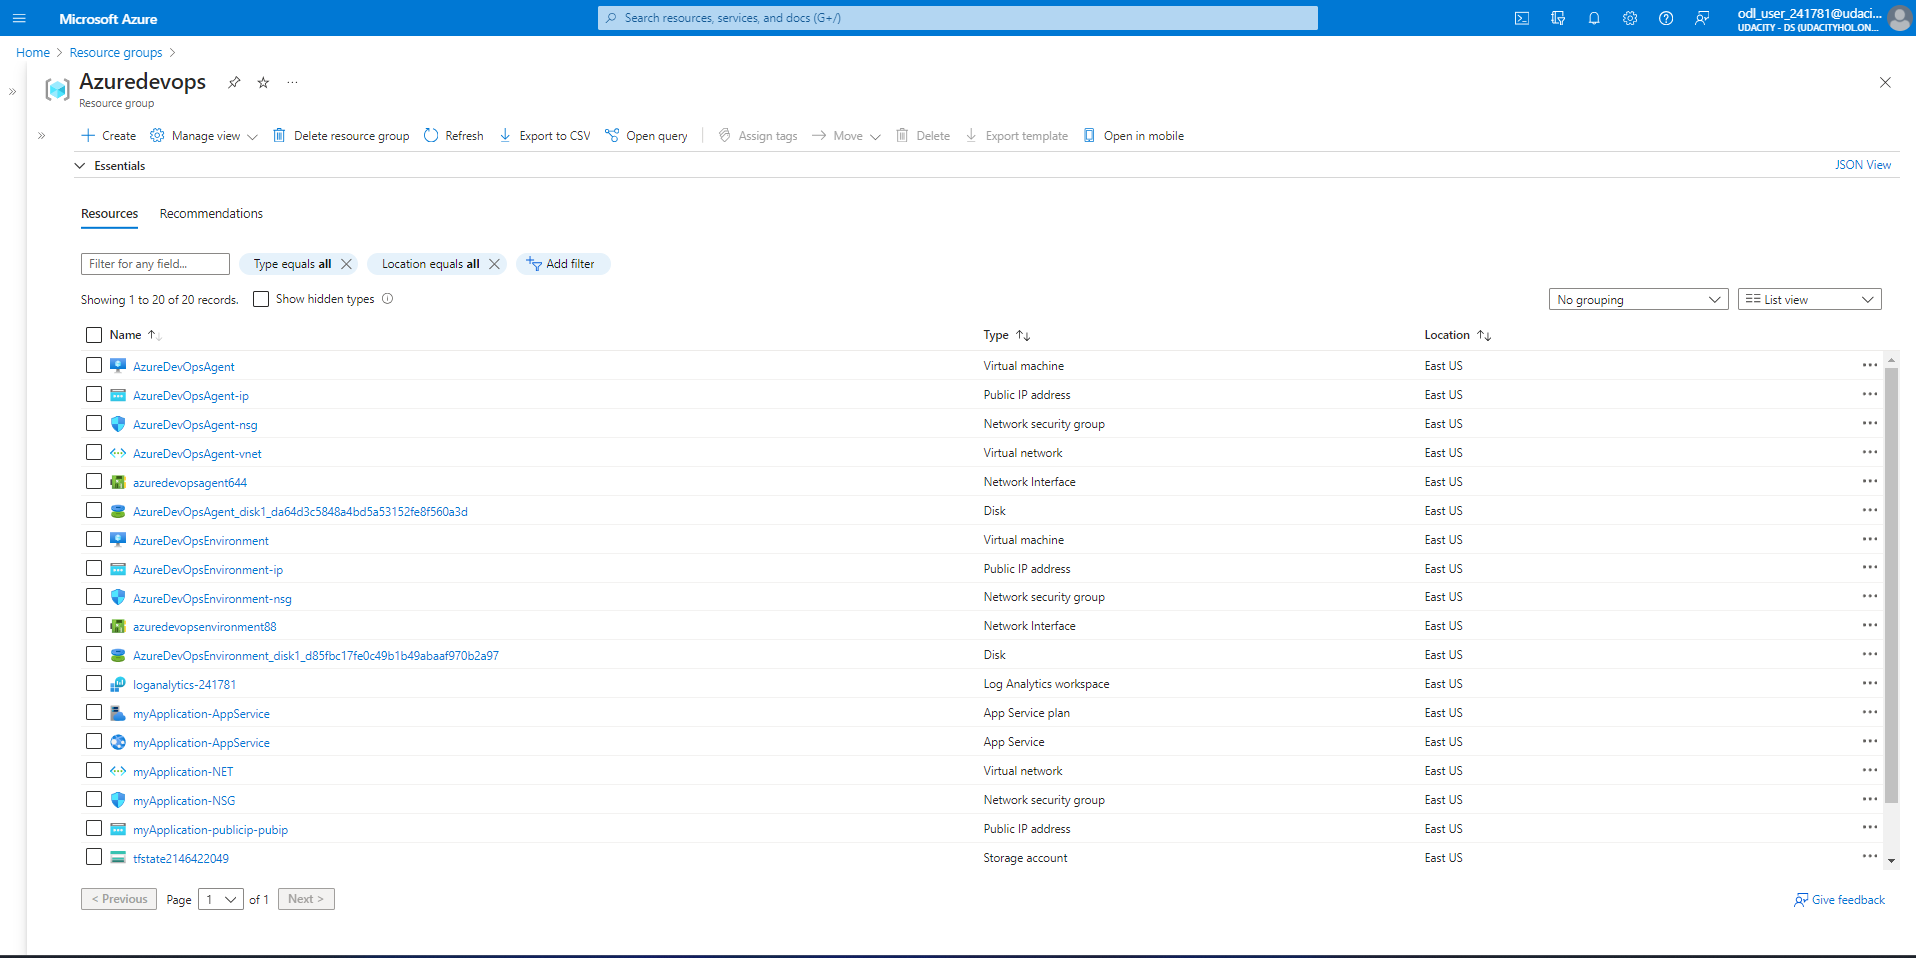 Microsoft Azure
Search resources, services, and docs (G+/)
odl_user_241781@udaci...
UDACITY - DS (UDACITYHOL.ON...
Home > Resource groups >
Azuredevops
Resource group
Create Manage view Delete resource group Refresh Export to CSV Open query Assign tags Move Delete Export template Open in mobile
Essentials JSON View
Resources Recommendations
Filter for any field... Type equals all Location equals all Add filter
Showing 1 to 20 of 20 records. Show hidden types No grouping List view
Name Type Location
AzureDevOpsAgent Virtual machine East US
AzureDevOpsAgent-ip Public IP address East US
AzureDevOpsAgent-nsg Network security group East US
AzureDevOpsAgent-vnet Virtual network East US
azuredevopsagent644 Network Interface East US
AzureDevOpsAgent_disk1_da64d3c5848a4bd5a53152fe8f560a3d Disk East US
AzureDevOpsEnvironment Virtual machine East US
AzureDevOpsEnvironment-ip Public IP address East US
AzureDevOpsEnvironment-nsg Network security group East US
azuredevopsenvironment88 Network Interface East US
AzureDevOpsEnvironment_disk1_d85fbc17fe0c49b1b49abaaf970b2a97 Disk East US
loganalytics-241781 Log Analytics workspace East US
myApplication-AppService App Service plan East US
myApplication-AppService App Service East US
myApplication-NET Virtual network East US
myApplication-NSG Network security group East US
myApplication-publicip-pubip Public IP address East US
tfstate2146422049 Storage account East US
< Previous Page 1 of 1 Next > Give feedback